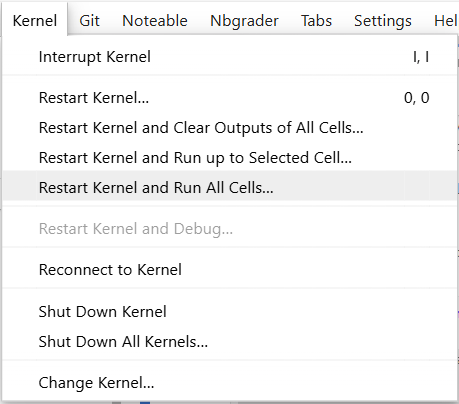 Kernel Git Noteable Nbgrader Tabs Settings Hel
Interrupt Kernel I, I
Restart Kernel... 0, 0
Restart Kernel and Clear Outputs of All Cells...
Restart Kernel and Run up to Selected Cell...
Restart Kernel and Run All Cells...
Restart Kernel and Debug...
Reconnect to Kernel
Shut Down Kernel
Shut Down All Kernels...
Change Kernel...